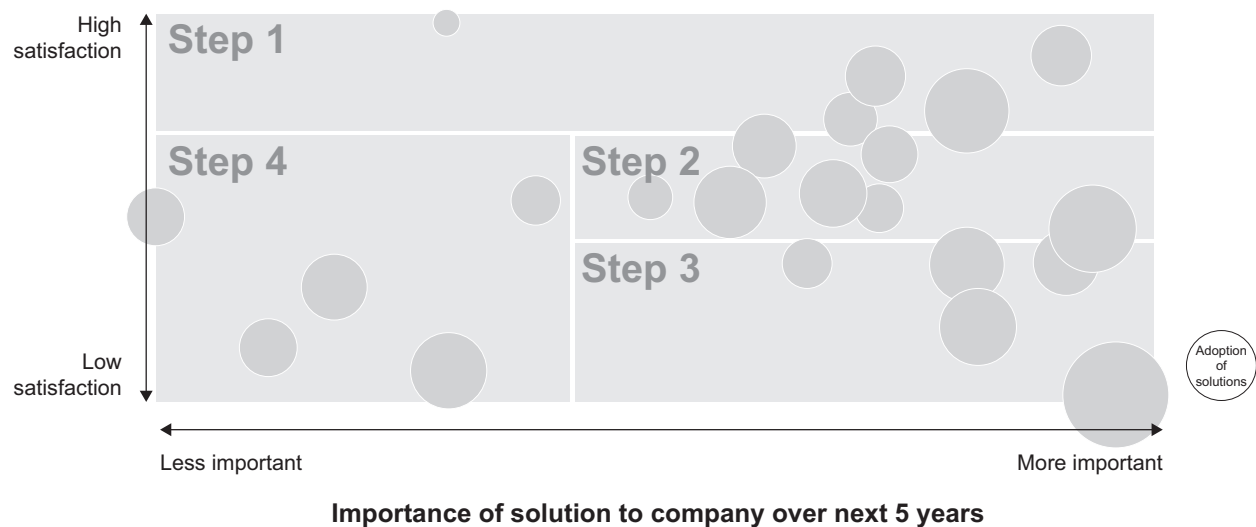 High
satisfaction
Step 1
Step 4
Step 2
Step 3
Low
satisfaction
Adoption
of
solutions
Less important
More important
Importance of solution to company over next 5 years